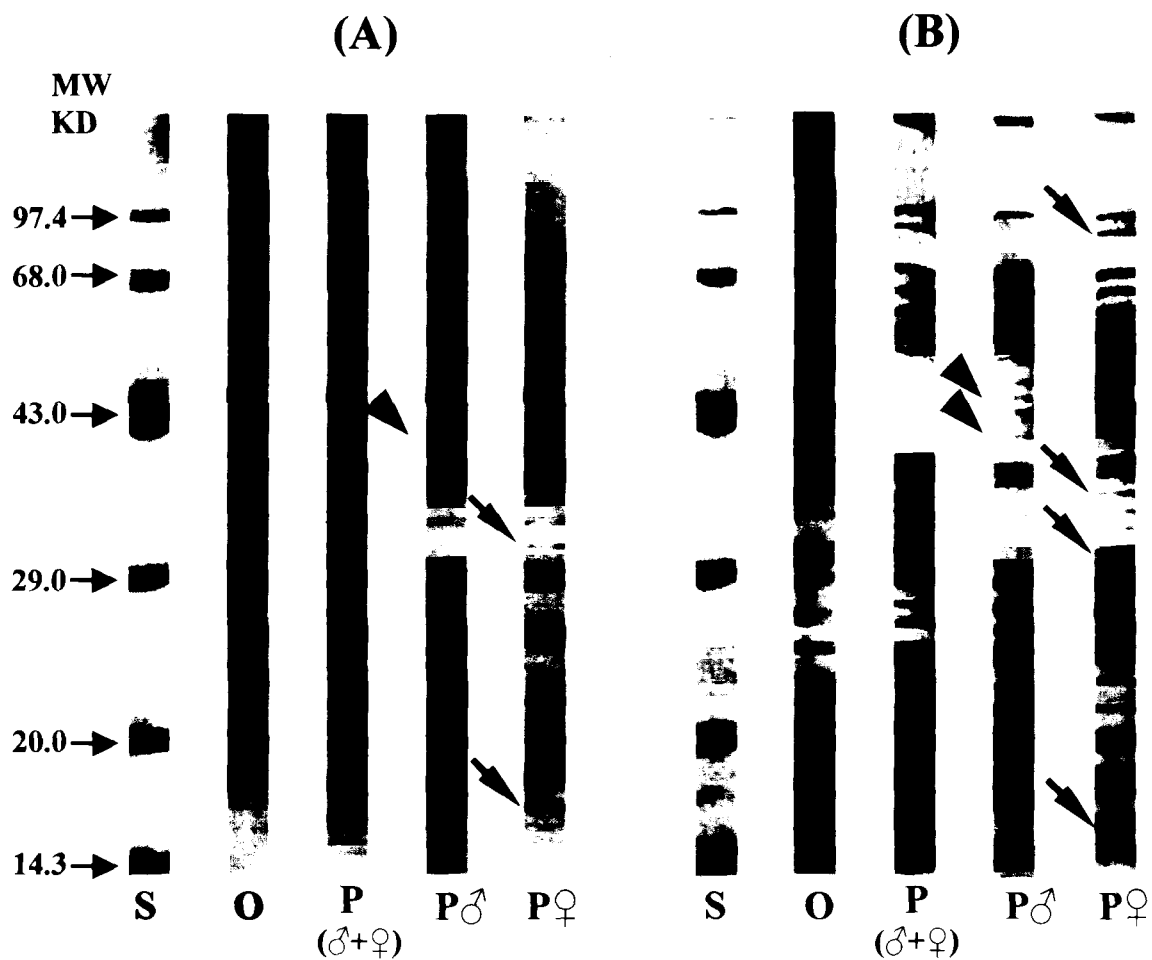 (A) (B)
MW
KD
97.4
68.0
43.0
29.0
20.0
14.3
S O P P♂ P♀ S O P P♂ P♀
(♂+♀) (♂+♀)